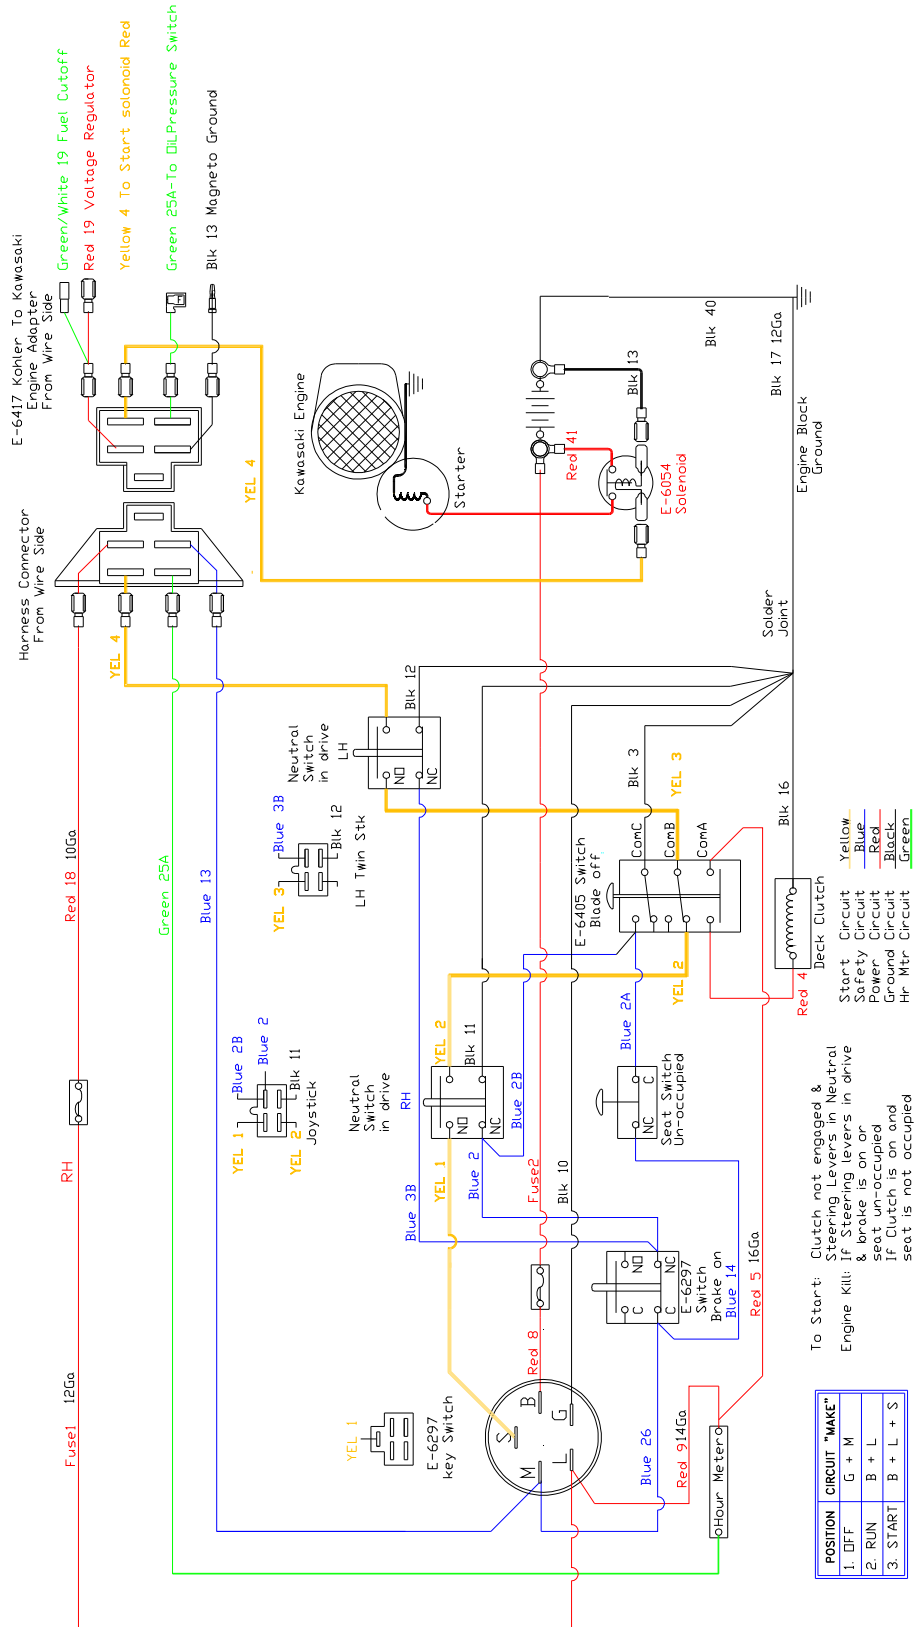 E-6417 Kohler To Kawasaki
Engine Adapter
From Wire Side
Green/White 19 Fuel Cutoff
Red 19 Voltage Regulator
Yellow 4 To Start solonoid Red
Green 25A-To OiLPressure Switch
Blk 13 Magneto Ground
Harness Connector
From Wire Side
YEL 4
YEL 4
Kawasaki Engine
Starter
Blk 40
Blk 13
Red 41
E-6054
Solenoid
Blk 17 12Ga
Engine Block
Ground
Solder
Joint
Red 18 10Ga
Green 25A
Blue 13
Neutral
Switch
in drive
LH
NO
NC
Blk 12
Blue 3B
Blk 12
YEL 3
LH Twin Stk
Blk 3
YEL 3
ComC
ComB
ComA
E-6405 Switch
Blade off
Blk 16
Deck Clutch
Red 4
YEL 2
YEL 2
Blk 11
Blue 2A
Blue 2B
Blue 2
Blk 11
YEL 1
YEL 2
Joystick
Neutral
Switch
in drive
RH
NO
NC
Blue 2B
Seat Switch
Un-occupied
C
NC
RH
Blue 3B
YEL 1
Blue 2
Fuse2
Blk 10
NO
NC
C
C
E-6297
Switch
Brake on
Blue 14
Red 5 16Ga
Red 8
Fuse1 12Ga
YEL 1
E-6297
key Switch
B
S
G
M
L
Blue 26
Red 914Ga
Hour Meter
Start Circuit Yellow
Safety Circuit Blue
Power Circuit Red
Ground Circuit Black
Hr Mtr Circuit Green
To Start: Clutch not engaged &
Steering Levers in Neutral
Engine Kill: If Steering levers in drive
& brake is on or
seat un-occupied
If Clutch is on and
seat is not occupied
POSITION CIRCUIT "MAKE"
1. OFF G + M
2. RUN B + L
3. START B + L + S